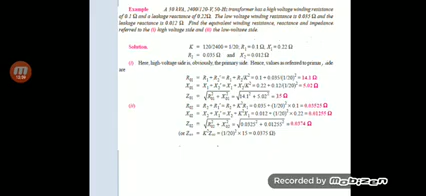 Example A 50 kVA, 2400/120-V, 50-Hz transformer has a high voltage winding resistance
of 0.1 Ω and a leakage reactance of 0.22Ω. The low voltage winding resistance is 0.035 Ω and
the leakage reactance is 0.012 Ω. Find the equivalent winding resistance, reactance and impedance
referred to the (i) high voltage side and (ii) the low-voltage side.
Solution.
K = 120/2400 = 1/20; R₁ = 0.1 Ω, X₁ = 0.22 Ω
R₂ = 0.035 Ω and X₂ = 0.012 Ω
(i) Here, high-voltage side is, obviously, the primary side. Hence, values as referred to primary side
are
R₀₁ = R₁ + R₂′ = R₁ + R₂/K² = 0.1 + 0.035/(1/20)² = 14.1 Ω
X₀₁ = X₁ + X₂′ = X₁ + X₂/K² = 0.22 + 0.12/(1/20)² = 5.02 Ω
Z₀₁ = √R₀₁² + X₀₁² = √14.1² + 5.02² = 15 Ω
(ii) R₀₂ = R₂ + R₁′ = R₂ + K²R₁ = 0.035 + (1/20)² × 0.1 = 0.03525 Ω
X₀₂ = X₂ + X₁′ = X₂ + K²X₁ = 0.012 + (1/20)² × 0.22 = 0.01255 Ω
Z₀₂ = √R₀₂² + X₀₂² = √0.0325² + 0.01255² = 0.0374 Ω
(or Z₀₂ = K²Z₀₁ = (1/20)² × 15 = 0.0375 Ω)
RECORDED WITH
MOBIZEN